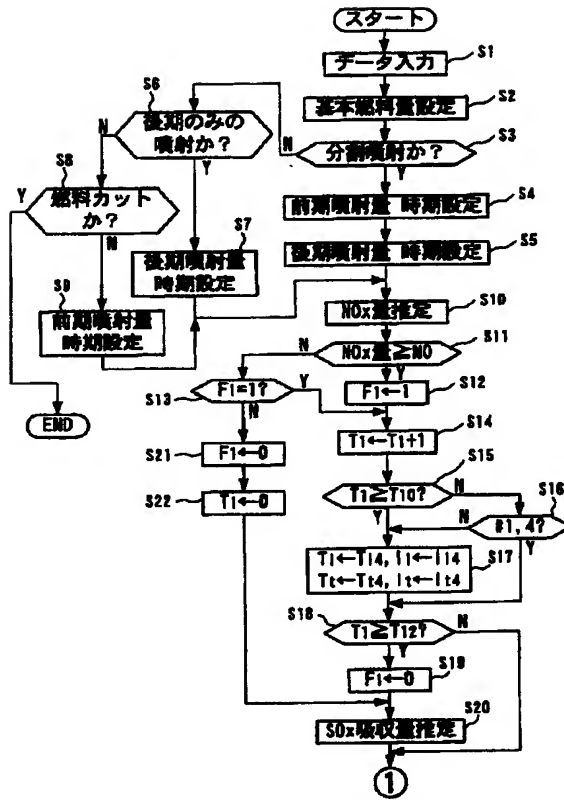 スタート
データ入力
S1
基本燃料量設定
S2
分割噴射か?
S3
N
Y
前期噴射量 時期設定
S4
後期噴射量 時期設定
S5
S6
後期のみの
噴射か?
N
Y
S7
後期噴射量
時期設定
S8
燃料カット
か?
Y
N
S9
前期噴射量
時期設定
END
NOx量推定
S10
NOx量≧N0
S11
N
Y
F1←1
S12
S13
F1=1?
Y
N
T1←T1+1
S14
T1≧T10?
S15
N
Y
#1,4?
S16
N
Y
S21
F1←0
S22
T1←0
Ti←Ti4, Il←Il4
Tt←Tt4, It←It4
S17
S18
T1≧T12?
N
Y
F1←0
S19
SOx吸収量推定
S20
1